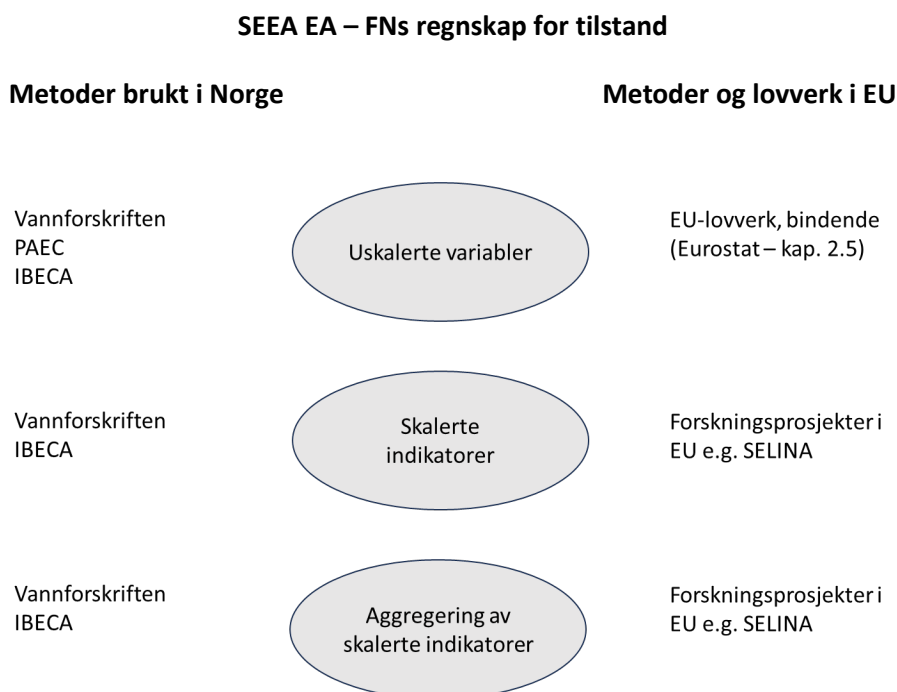 SEEA EA – FNs regnskap for tilstand
Metoder brukt i Norge
Metoder og lovverk i EU
Vannforskriften
PAEC
IBECA
Uskalerte variabler
EU-lovverk, bindende
(Eurostat – kap. 2.5)
Vannforskriften
IBECA
Skalerte
indikatorer
Forskningsprosjekter i
EU e.g. SELINA
Vannforskriften
IBECA
Aggregering av
skalerte indikatorer
Forskningsprosjekter i
EU e.g. SELINA